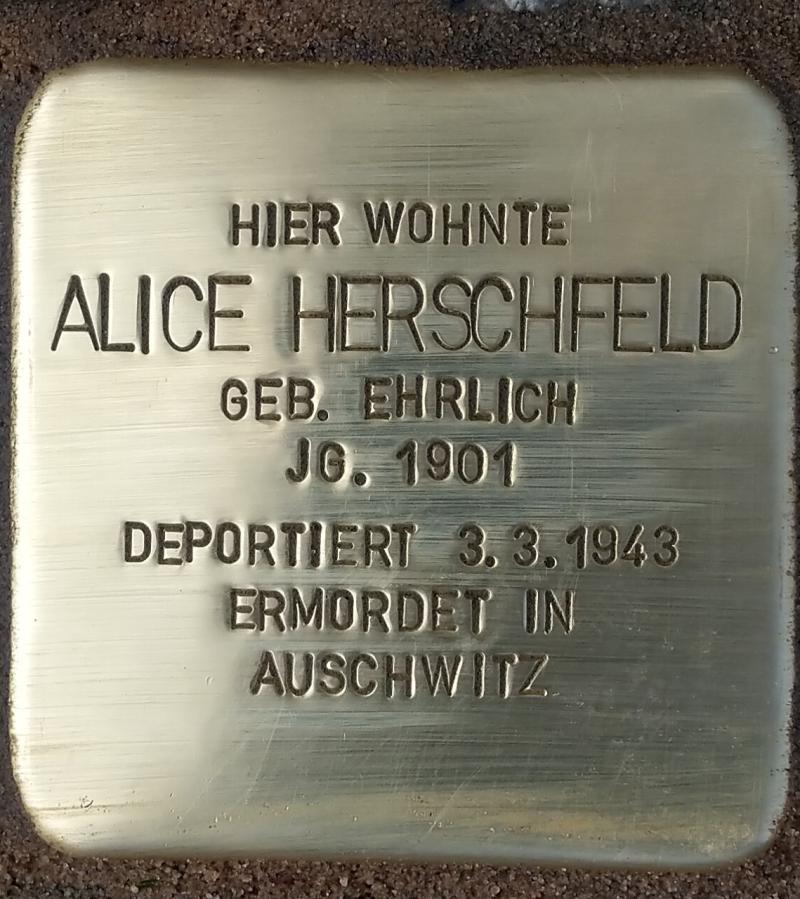 HIER WOHNTE
ALICE HERSCHFELD
GEB. EHRLICH
JG. 1901
DEPORTIERT 3.3.1943
ERMORDET IN
AUSCHWITZ